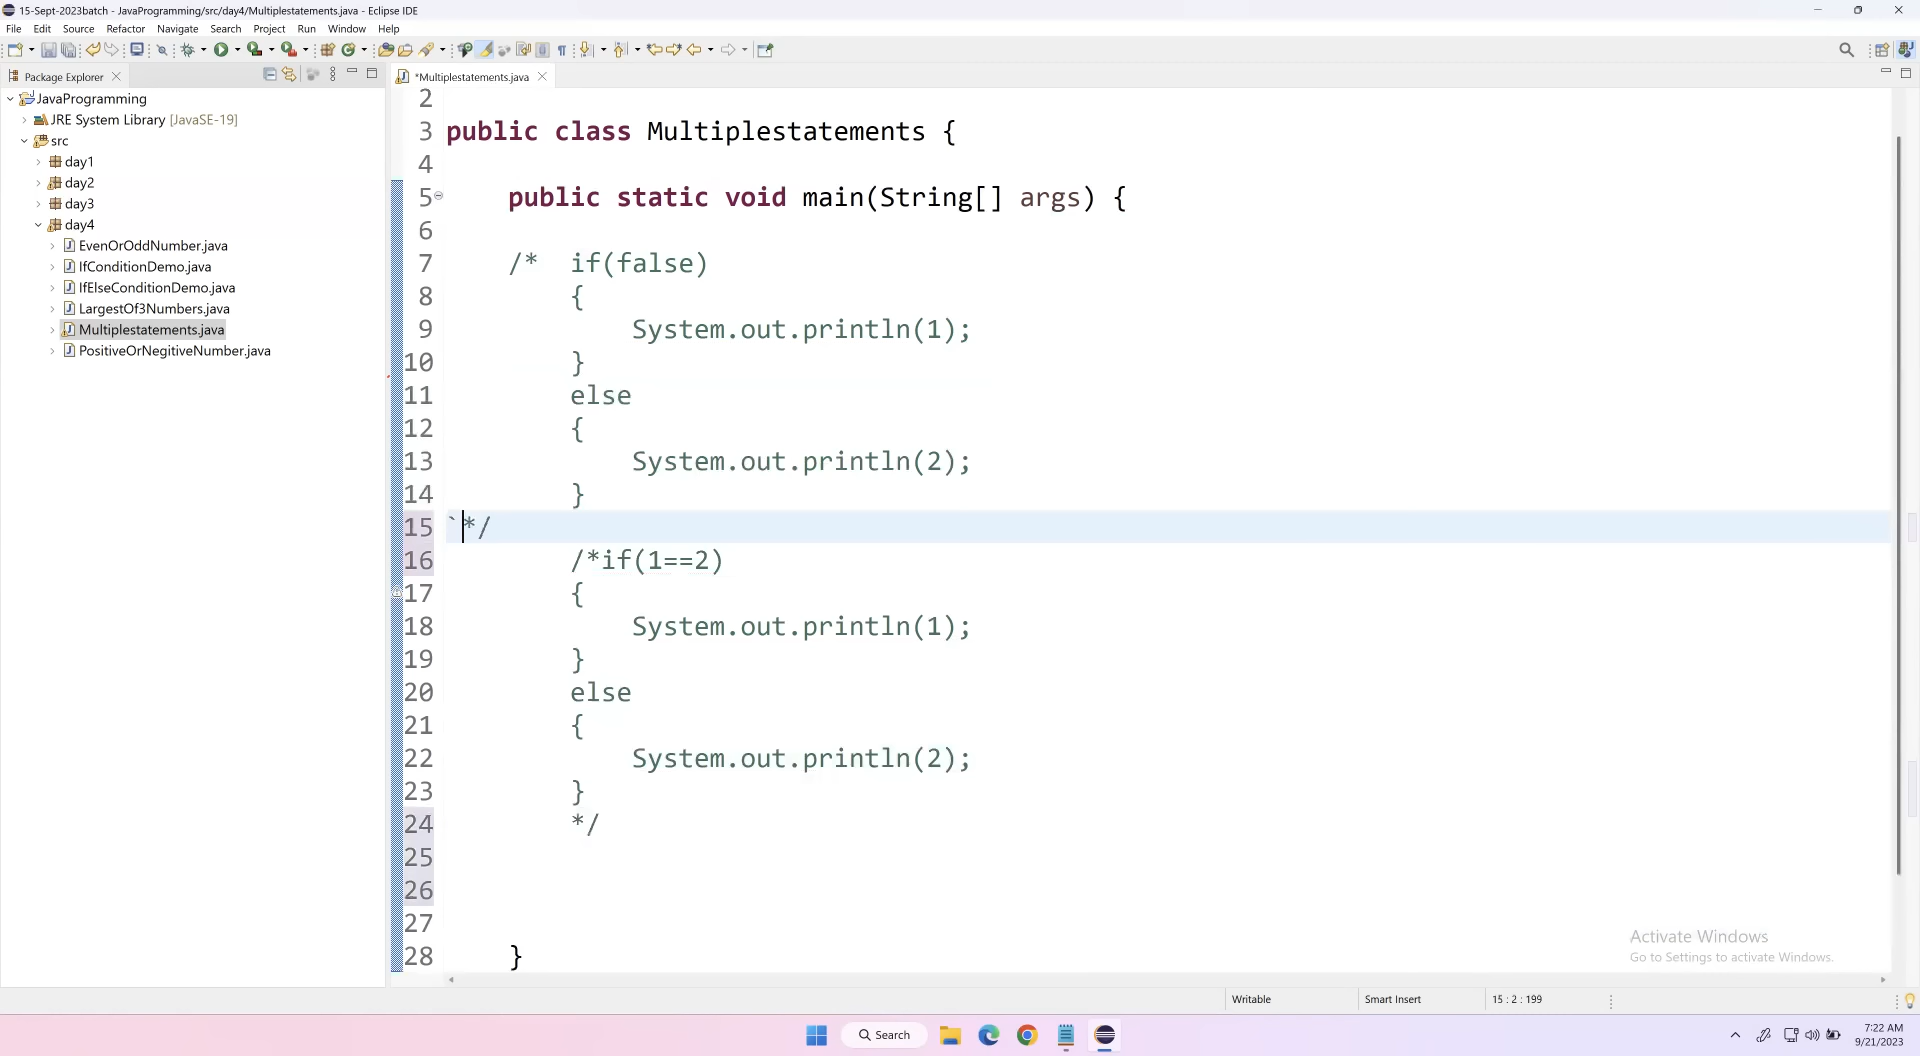 15-Sept-2023batch - JavaProgramming/src/day4/Multiplestatements.java - Eclipse IDE
File Edit Source Refactor Navigate Search Project Run Window Help
Package Explorer
*Multiplestatements.java
JavaProgramming
JRE System Library [JavaSE-19]
src
day1
day2
day3
day4
EvenOrOddNumber.java
IfConditionDemo.java
IfElseConditionDemo.java
LargestOf3Numbers.java
Multiplestatements.java
PositiveOrNegitiveNumber.java
2
3 public class Multiplestatements {
4
5 public static void main(String[] args) {
6
7 /* if(false)
8 {
9 System.out.println(1);
10 }
11 else
12 {
13 System.out.println(2);
14 }
15 `*/
16 /*if(1==2)
17 {
18 System.out.println(1);
19 }
20 else
21 {
22 System.out.println(2);
23 }
24 */
25
26
27
28 }
Activate Windows
Go to Settings to activate Windows.
Writable Smart Insert 15 : 2 : 199
Search
7:22 AM
9/21/2023